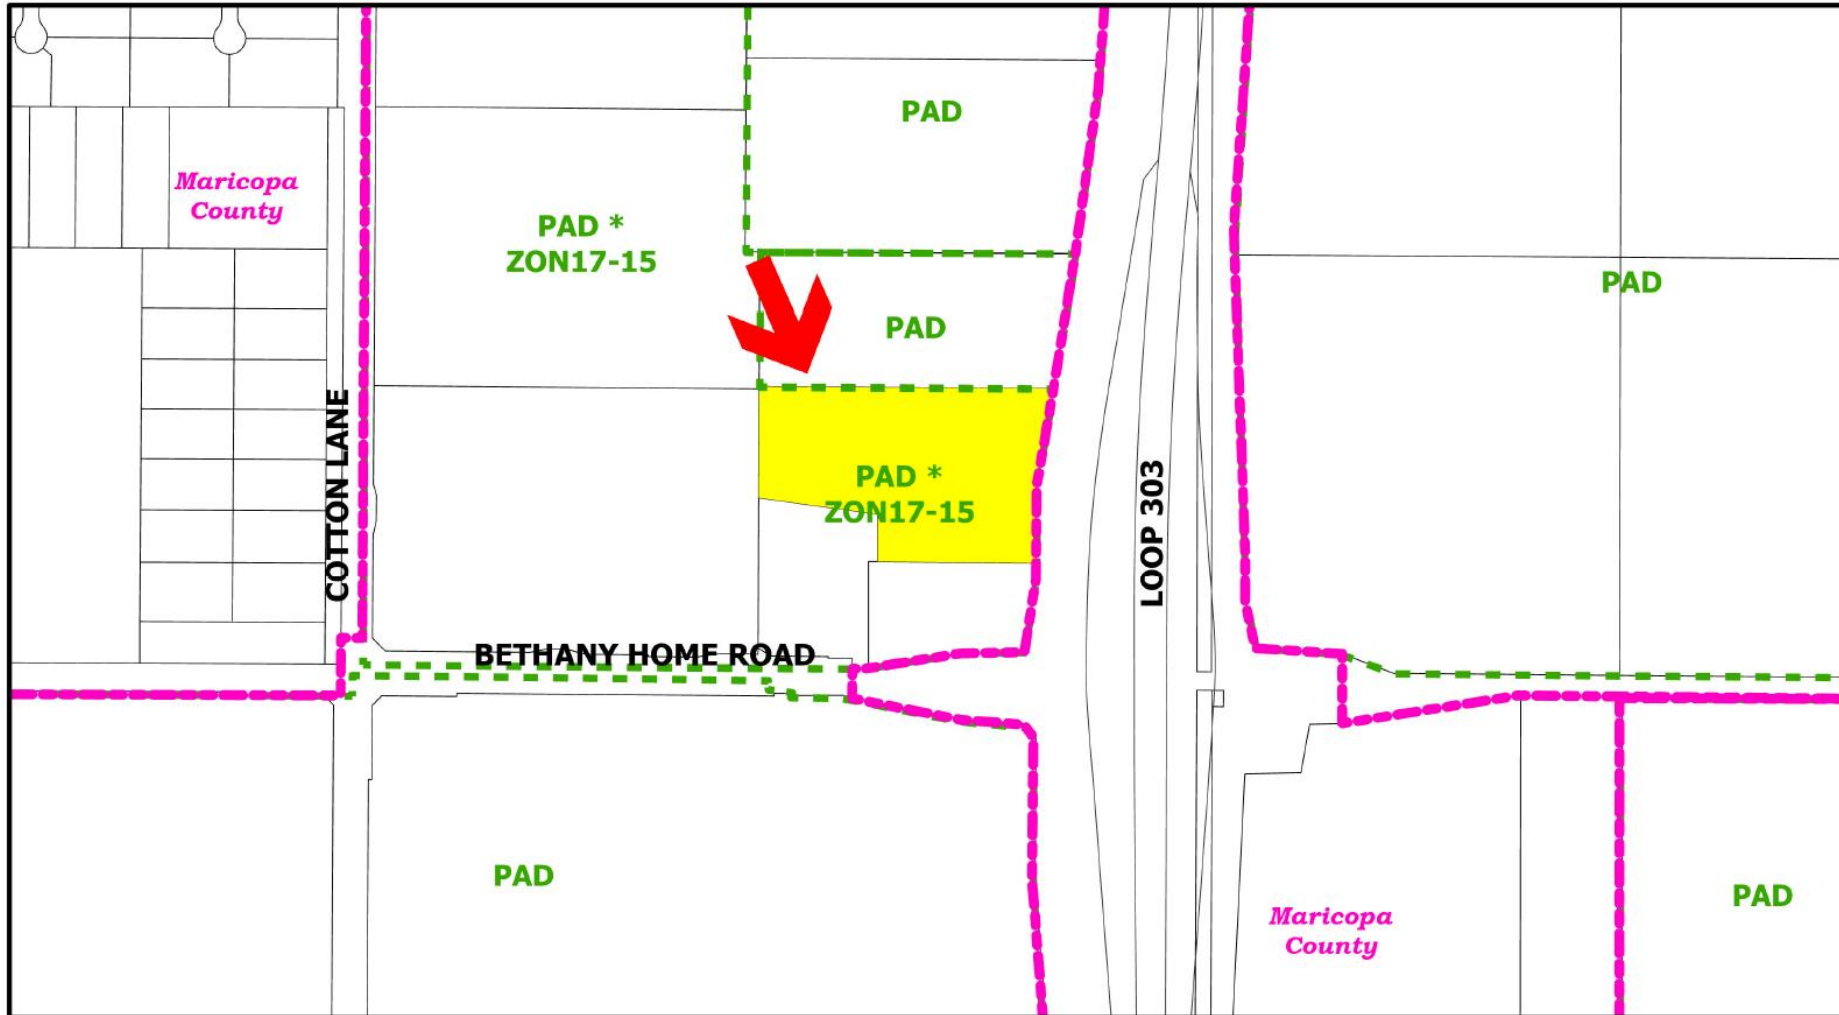 PAD
Maricopa
County
PAD *
ZON17-15
PAD
PAD
COTTON LANE
PAD *
ZON17-15
LOOP 303
BETHANY HOME ROAD
PAD
PAD
Maricopa
County